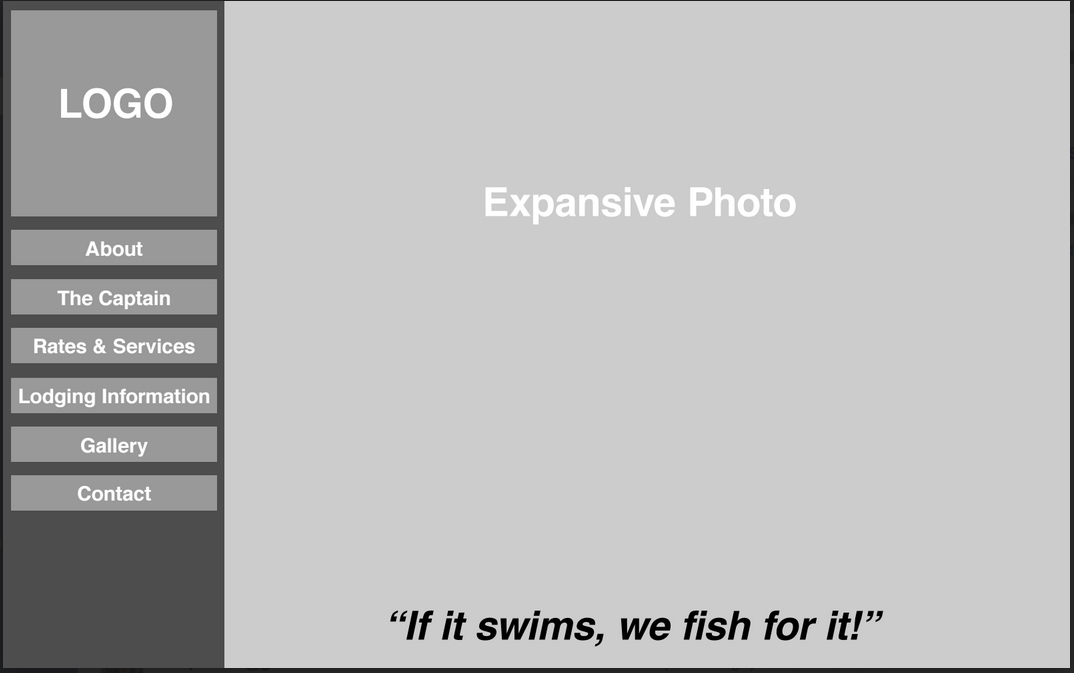 LOGO
About
The Captain
Rates & Services
Lodging Information
Gallery
Contact
Expansive Photo
“If it swims, we fish for it!”